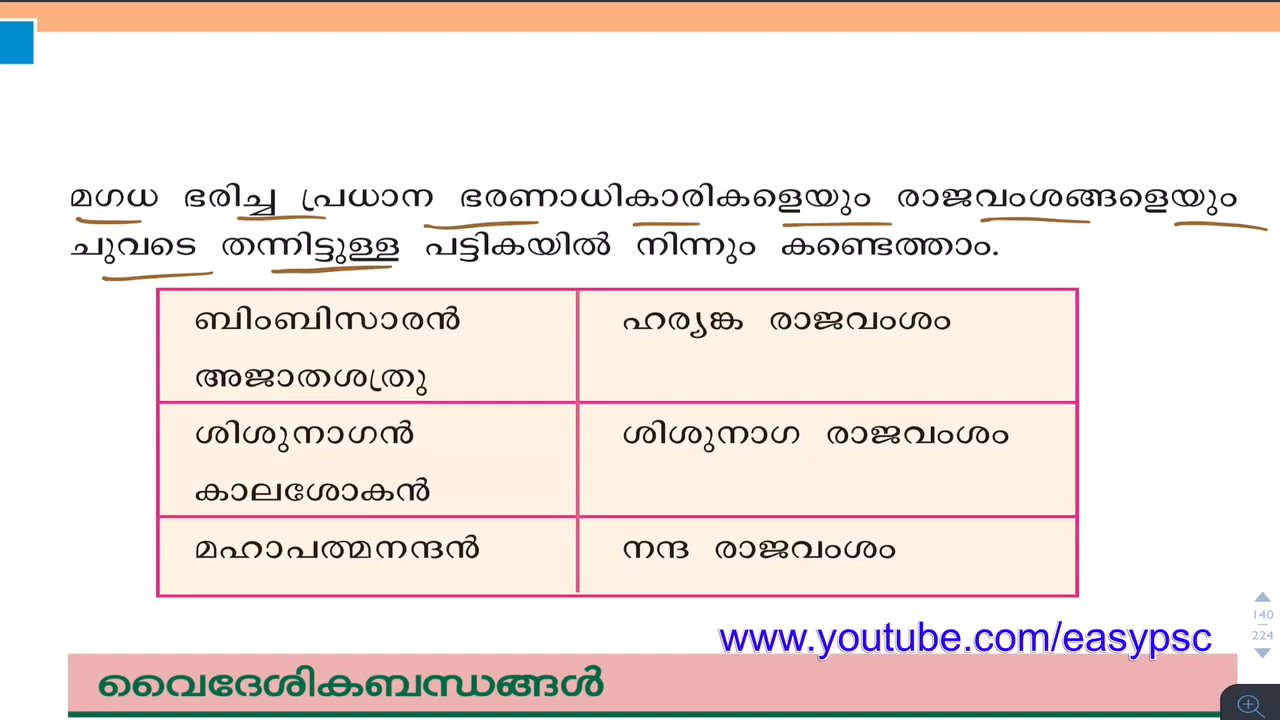 മഗധ ഭരിച്ച പ്രധാന ഭരണാധികാരികളെയും രാജവംശങ്ങളെയും
ചുവടെ തന്നിട്ടുള്ള പട്ടികയിൽ നിന്നും കണ്ടെത്താം.
ബിംബിസാരൻ ഹര്യങ്ക രാജവംശം
അജാതശത്രു
ശിശുനാഗൻ ശിശുനാഗ രാജവംശം
കാലശോകൻ
മഹാപത്മനന്ദൻ നന്ദ രാജവംശം
140
224
www.youtube.com/easypsc
വൈദേശികബന്ധങ്ങൾ